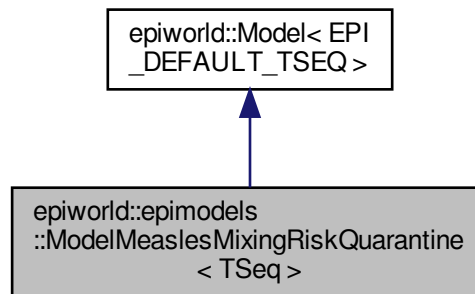 epiworld::Model< EPI
_DEFAULT_TSEQ >
epiworld::epimodels
::ModelMeaslesMixingRiskQuarantine
< TSeq >